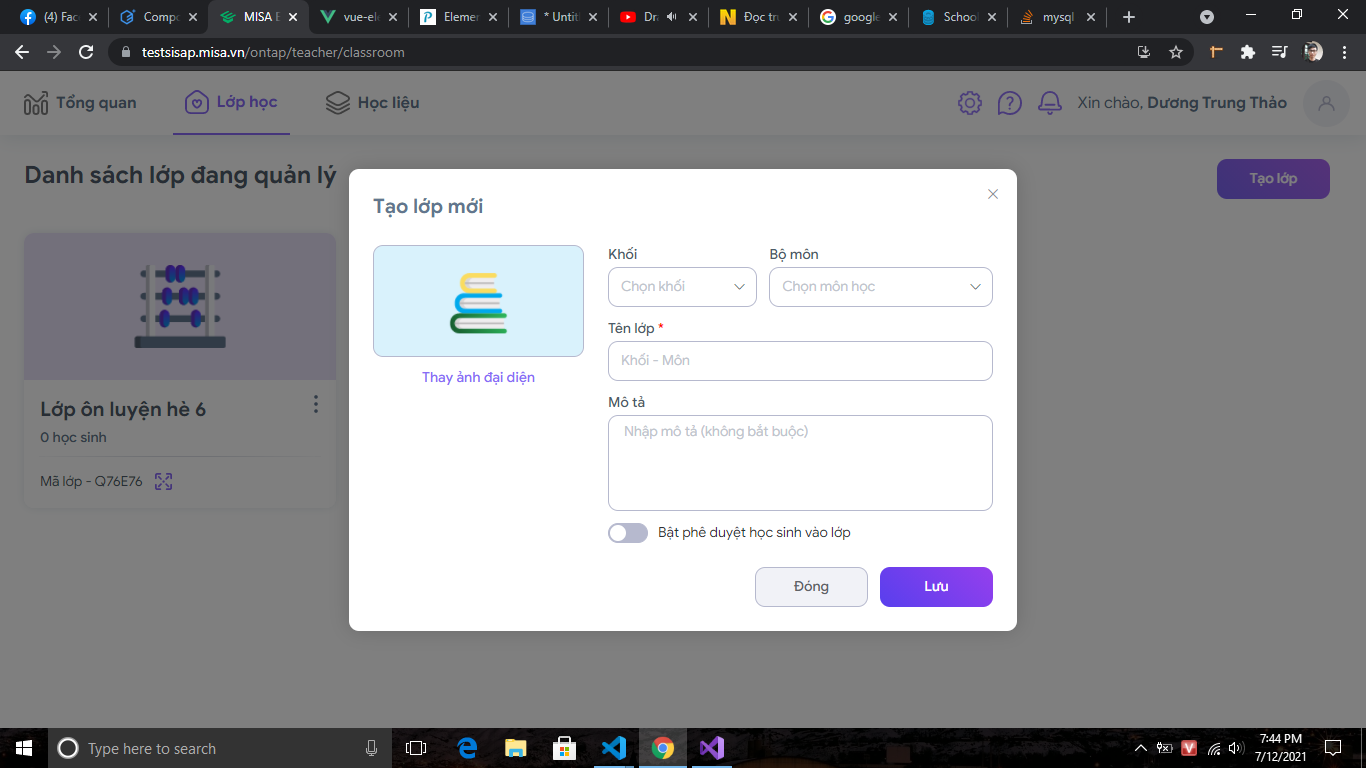 (4) Fac
Compo
MISA E
vue-ele
Elemen
* Untit
Dra
Đọc tru
google
School
mysql
testsisap.misa.vn/ontap/teacher/classroom
Tổng quan
Lớp học
Học liệu
Xin chào, Dương Trung Thảo
Danh sách lớp đang quản lý
Tạo lớp
Lớp ôn luyện hè 6
0 học sinh
Mã lớp - Q76E76
Tạo lớp mới
Thay ảnh đại diện
Khối
Bộ môn
Chọn khối
Chọn môn học
Tên lớp *
Khối - Môn
Mô tả
Nhập mô tả (không bắt buộc)
Bật phê duyệt học sinh vào lớp
Đóng
Lưu
Type here to search
7:44 PM
7/12/2021